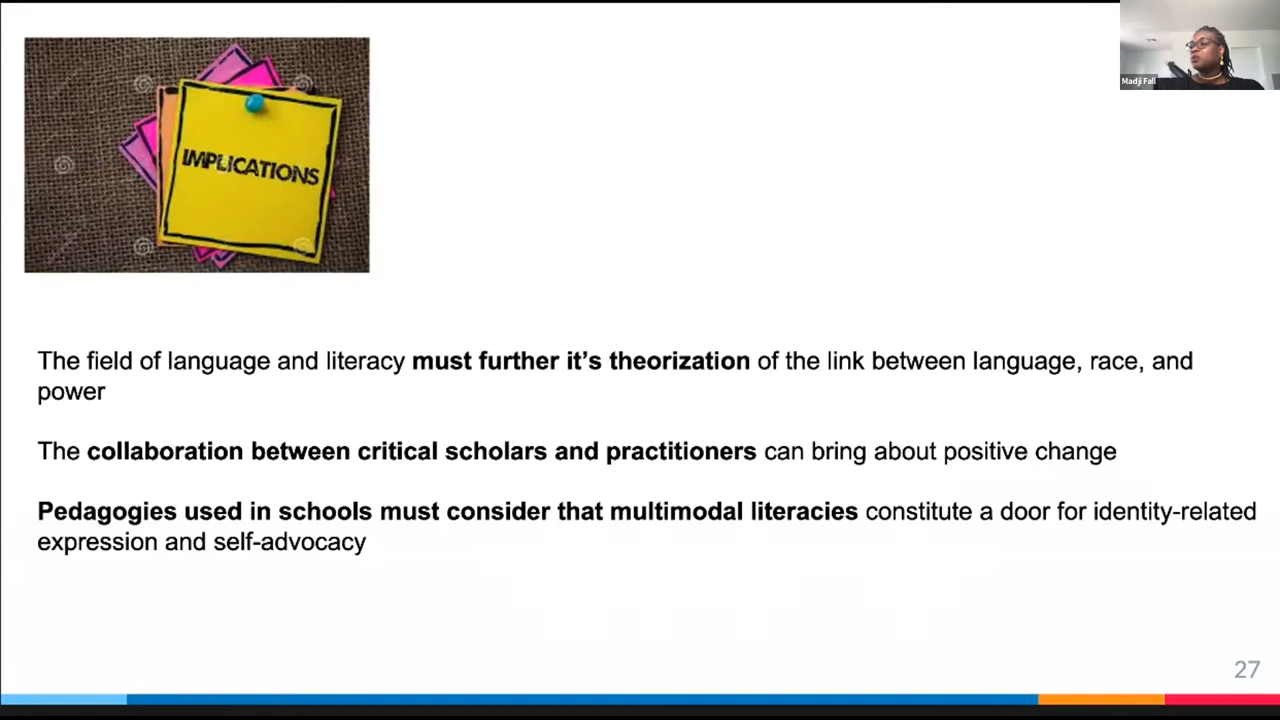 Madji Fall
IMPLICATIONS
The field of language and literacy must further it's theorization of the link between language, race, and
power
The collaboration between critical scholars and practitioners can bring about positive change
Pedagogies used in schools must consider that multimodal literacies constitute a door for identity-related
expression and self-advocacy
27